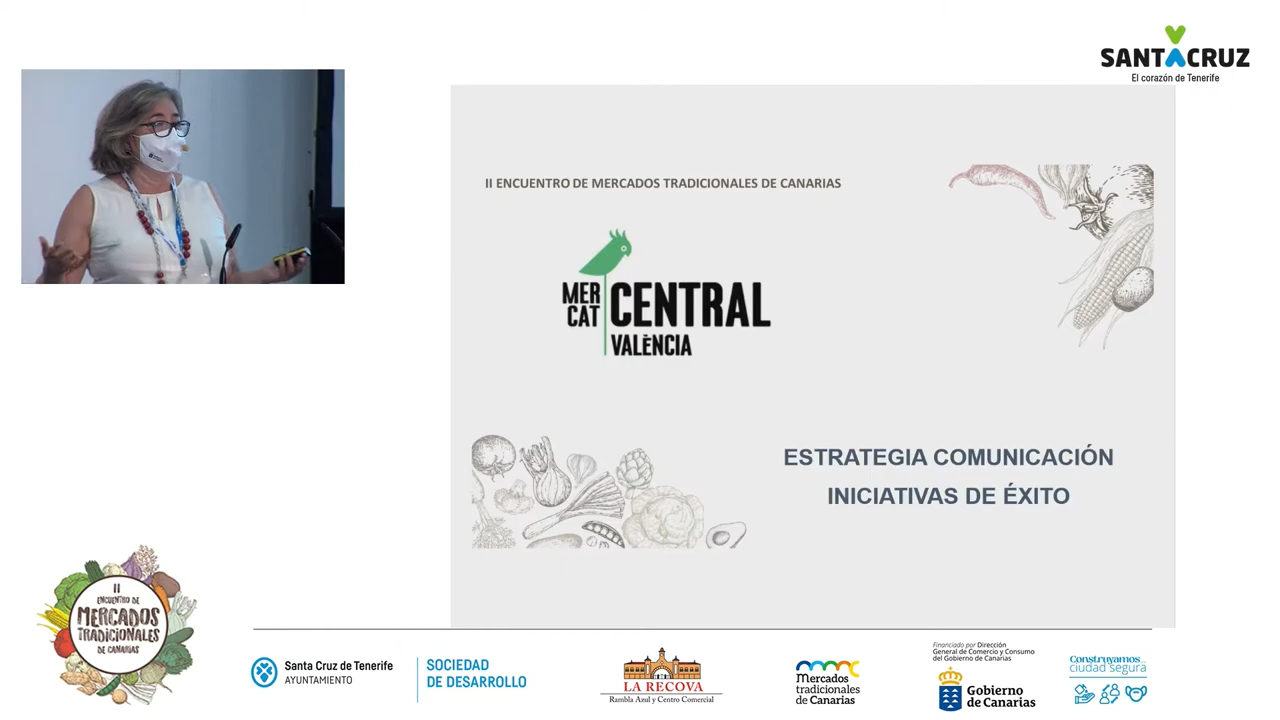 SANTACRUZ
El corazón de Tenerife
II ENCUENTRO DE MERCADOS TRADICIONALES DE CANARIAS
MER
CAT
CENTRAL
VALÈNCIA
ESTRATEGIA COMUNICACIÓN
INICIATIVAS DE ÉXITO
II
ENCUENTRO DE
MERCADOS
TRADICIONALES
DE CANARIAS
Santa Cruz de Tenerife
AYUNTAMIENTO
SOCIEDAD
DE DESARROLLO
LA RECOVA
Rambla Azul y Centro Comercial
Mercados
tradicionales
de Canarias
Financiado por Dirección
General de Comercio y Consumo
del Gobierno de Canarias
Gobierno
de Canarias
Construyamos...
ciudad segura